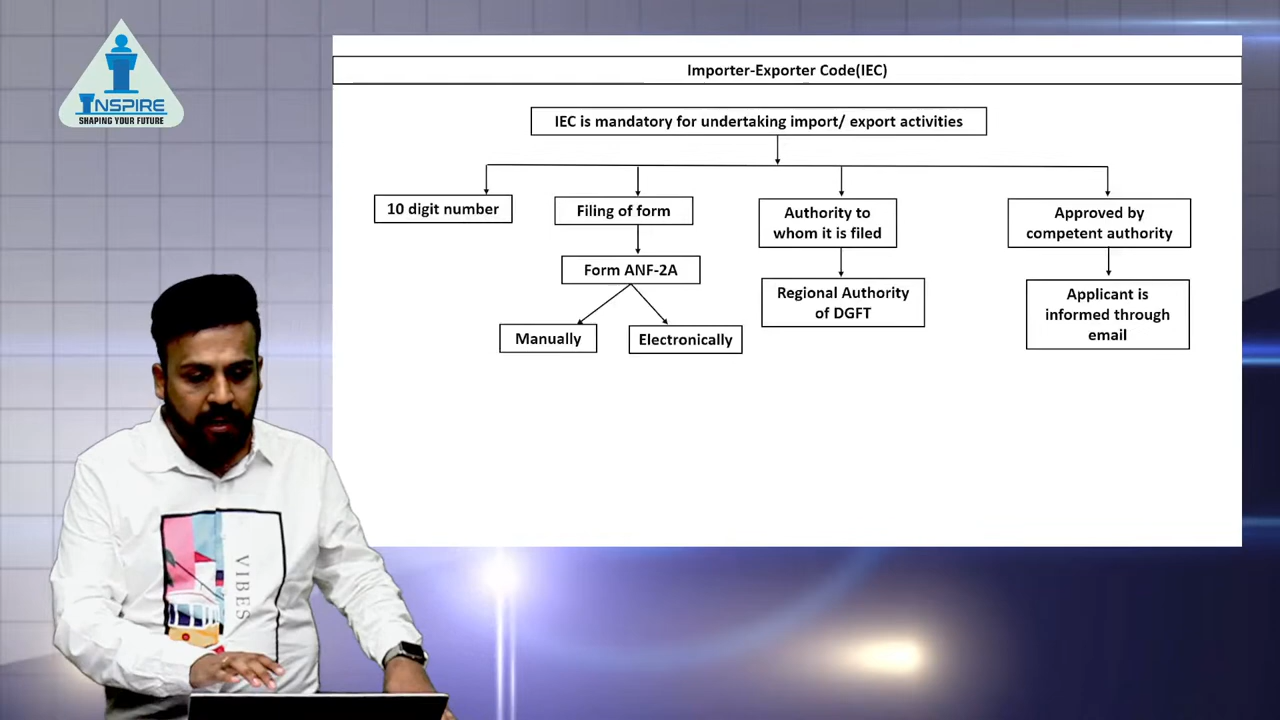 INSPIRE
SHAPING YOUR FUTURE
Importer-Exporter Code(IEC)
IEC is mandatory for undertaking import/ export activities
10 digit number
Filing of form
Authority to
whom it is filed
Approved by
competent authority
Form ANF-2A
Regional Authority
of DGFT
Applicant is
informed through
email
Manually
Electronically
VIBES